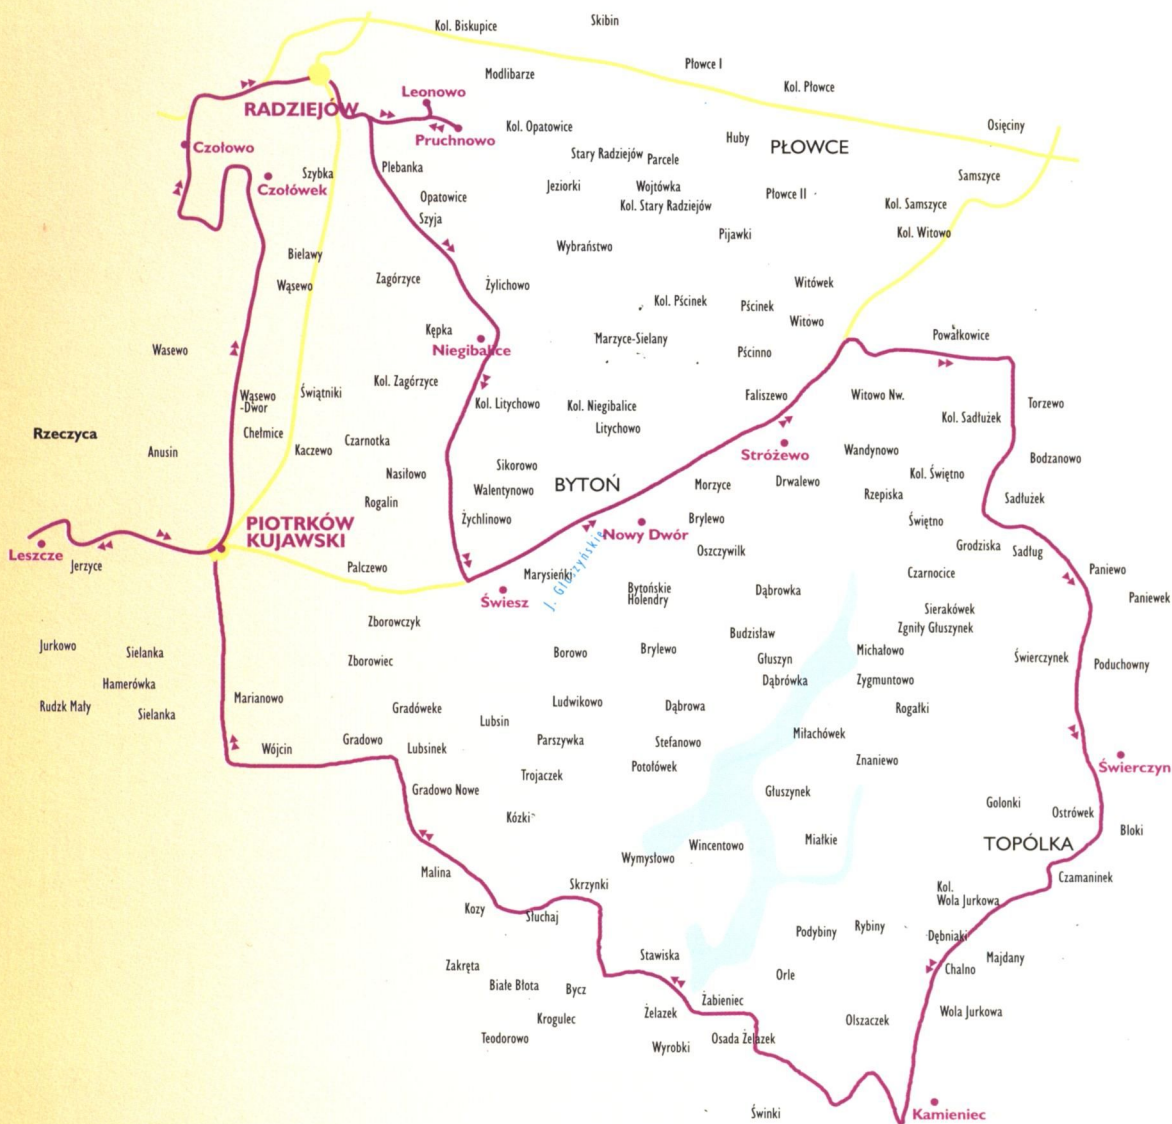 Skibin
Kol. Biskupice
Płowce I
Modlibarze
Kol. Płowce
Leonowo
RADZIEJÓW
Pruchnowo
Kol. Opatowice
Osięciny
Huby
PŁOWCE
Czołowo
Stary Radziejów
Parcele
Plebanka
Szybka
Samszyce
Czołówek
Jeziorki
Wojtówka
Płowce II
Opatowice
Kol. Stary Radziejów
Kol. Samszyce
Szyja
Pijawki
Kol. Witowo
Wybraństwo
Bielawy
Zagórzyce
Żylichowo
Witówek
Wąsewo
Kol. Pścinek
Pścinek
Witowo
Kępka
Marzyce-Sielany
Powałkowice
Wasewo
Niegibalice
Pścinno
Kol. Zagórzyce
Świątniki
Wąsewo
-Dwor
Faliszewo
Witowo Nw.
Kol. Litychowo
Kol. Niegibalice
Torzewo
Kol. Sadłużek
Litychowo
Rzeczyca
Chełmice
Czarnotka
Anusin
Kaczewo
Stróżewo
Wandynowo
Bodzanowo
Sikorowo
Nasiłowo
Kol. Świętno
Walentynowo
BYTOŃ
Morzyce
Drwalewo
Rzepiska
Sadłużek
Rogalin
Żychlinowo
Brylewo
Świętno
PIOTRKÓW
KUJAWSKI
Nowy Dwór
Leszcze
Oszczywilk
Grodziska
Sadług
Jerzyce
Palczewo
Marysieńki
J. Głuszyńskie
Czarnocice
Paniewo
Świesz
Bytońskie
Holendry
Dąbrowka
Paniewek
Sierakówek
Zborowczyk
Zgniły Głuszynek
Budzisław
Jurkowo
Sielanka
Zborowiec
Borowo
Brylewo
Głuszyn
Michałowo
Świerczynek
Poduchowny
Hamerówka
Dąbrówka
Zygmuntowo
Marianowo
Rudzk Mały
Sielanka
Gradóweke
Ludwikowo
Dąbrowa
Rogałki
Lubsin
Miłachówek
Wójcin
Gradowo
Lubsinek
Parszywka
Stefanowo
Znaniewo
Świerczyn
Trojaczek
Potołówek
Gradowo Nowe
Głuszynek
Golonki
Ostrówek
Kózki
Bloki
Miałkie
TOPÓLKA
Wincentowo
Wymysłowo
Malina
Czamaninek
Skrzynki
Kol.
Wola Jurkowa
Kozy
Słuchaj
Podybiny
Rybiny
Dębniaki
Stawiska
Majdany
Zakręta
Chalno
Orle
Białe Błota
Bycz
Żabieniec
Żelazek
Wola Jurkowa
Krogulec
Olszaczek
Teodorowo
Osada Żelazek
Wyrobki
Świnki
Kamieniec